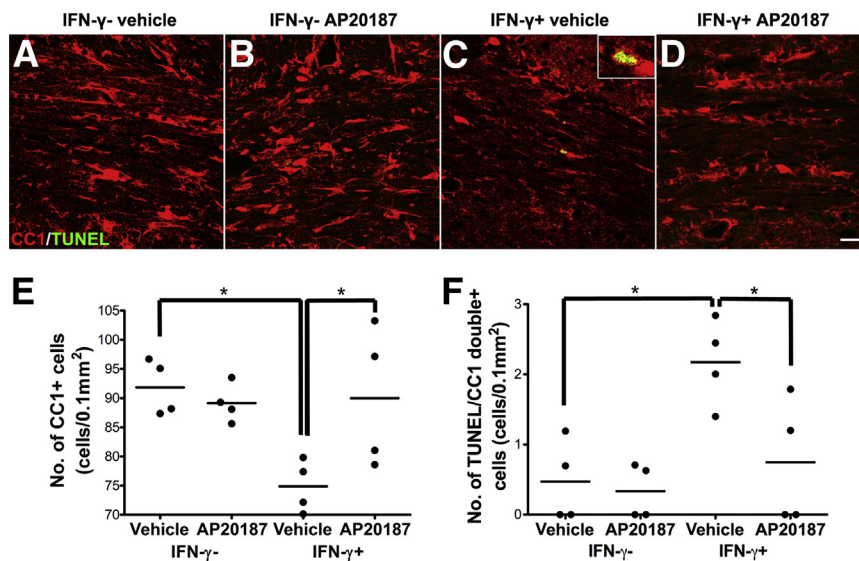 IFN-γ- vehicle IFN-γ- AP20187 IFN-γ+ vehicle IFN-γ+ AP20187
A B C D
CC1/TUNEL
E
No. of CC1+ cells
(cells/0.1mm²)
105
100
95
90
85
80
75
70
* *
Vehicle AP20187 Vehicle AP20187
IFN-γ- IFN-γ+
F
No. of TUNEL/CC1 double+
cells (cells/0.1mm²)
3
2
1
0
* *
Vehicle AP20187 Vehicle AP20187
IFN-γ- IFN-γ+